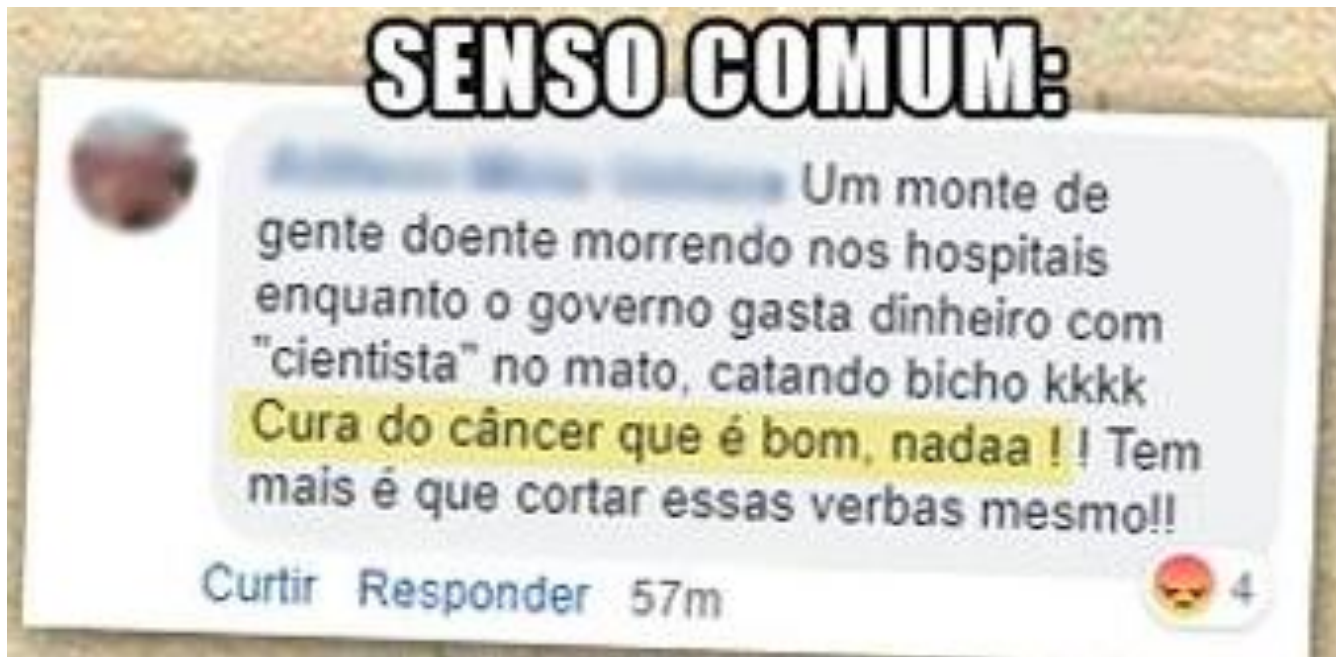 SENSO COMUM:
Um monte de
gente doente morrendo nos hospitais
enquanto o governo gasta dinheiro com
"cientista" no mato, catando bicho kkkk
Cura do câncer que é bom, nadaa ! ! Tem
mais é que cortar essas verbas mesmo!!
Curtir Responder 57m 4